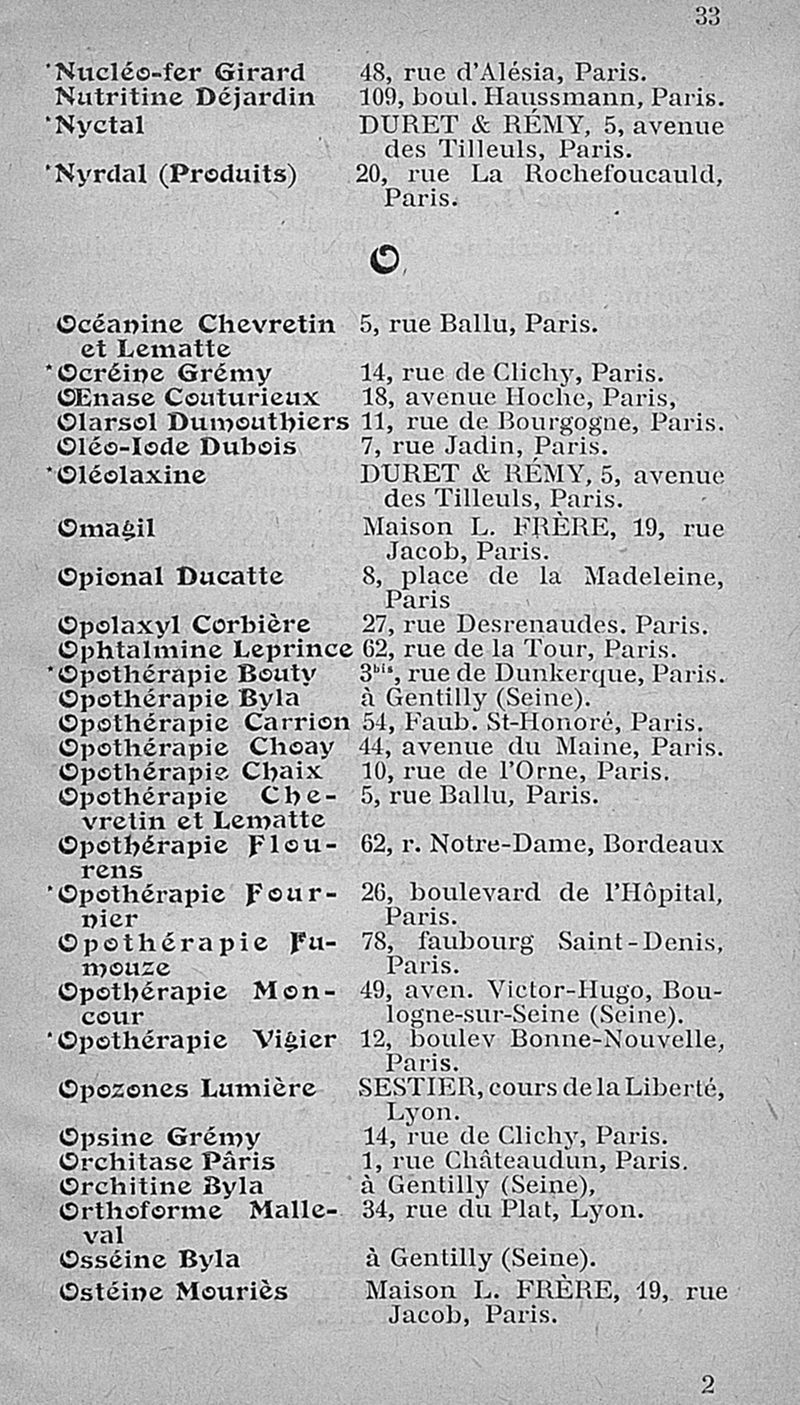 33
*Nucléo-fer Girard 48, rue d'Alésia, Paris.
Nutritine Déjardin 109, boul. Haussmann, Paris.
*Nyctal DURET & RÉMY, 5, avenue
des Tilleuls, Paris.
*Nyrdal (Produits) 20, rue La Rochefoucauld,
Paris.
O
Océanine Chevretin 5, rue Ballu, Paris.
et Lematte
*Ocréine Grémy 14, rue de Clichy, Paris.
OEnase Couturieux 18, avenue Hoche, Paris,
Olarsol Dumouthiers 11, rue de Bourgogne, Paris.
Oléo-Iode Dubois 7, rue Jadin, Paris.
*Oléolaxine DURET & RÉMY, 5, avenue
des Tilleuls, Paris.
Omagil Maison L. FRÈRE, 19, rue
Jacob, Paris.
Opional Ducatte 8, place de la Madeleine,
Paris
Opolaxyl Corbière 27, rue Desrenaudes. Paris.
Ophtalmine Leprince 62, rue de la Tour, Paris.
*Opothérapie Bouty 3bis, rue de Dunkerque, Paris.
Opothérapie Byla à Gentilly (Seine).
Opothérapie Carrion 54, Faub. St-Honoré, Paris.
Opothérapie Choay 44, avenue du Maine, Paris.
Opothérapie Chaix 10, rue de l'Orne, Paris.
Opothérapie Che- 5, rue Ballu, Paris.
vretin et Lematte
Opothérapie Flou- 62, r. Notre-Dame, Bordeaux
rens
*Opothérapie Four- 26, boulevard de l'Hôpital,
nier Paris.
Opothérapie Fu- 78, faubourg Saint-Denis,
mouze Paris.
Opothérapie Mon- 49, aven. Victor-Hugo, Bou-
cour logne-sur-Seine (Seine).
*Opothérapie Vigier 12, boulev Bonne-Nouvelle,
Paris.
Opozones Lumière SESTIER, cours de la Liberté,
Lyon.
Opsine Grémy 14, rue de Clichy, Paris.
Orchitase Pâris 1, rue Châteaudun, Paris.
Orchitine Byla à Gentilly (Seine),
Orthoforme Malle- 34, rue du Plat, Lyon.
val
Osséine Byla à Gentilly (Seine).
Ostéine Mouriès Maison L. FRÈRE, 19, rue
Jacob, Paris.
2